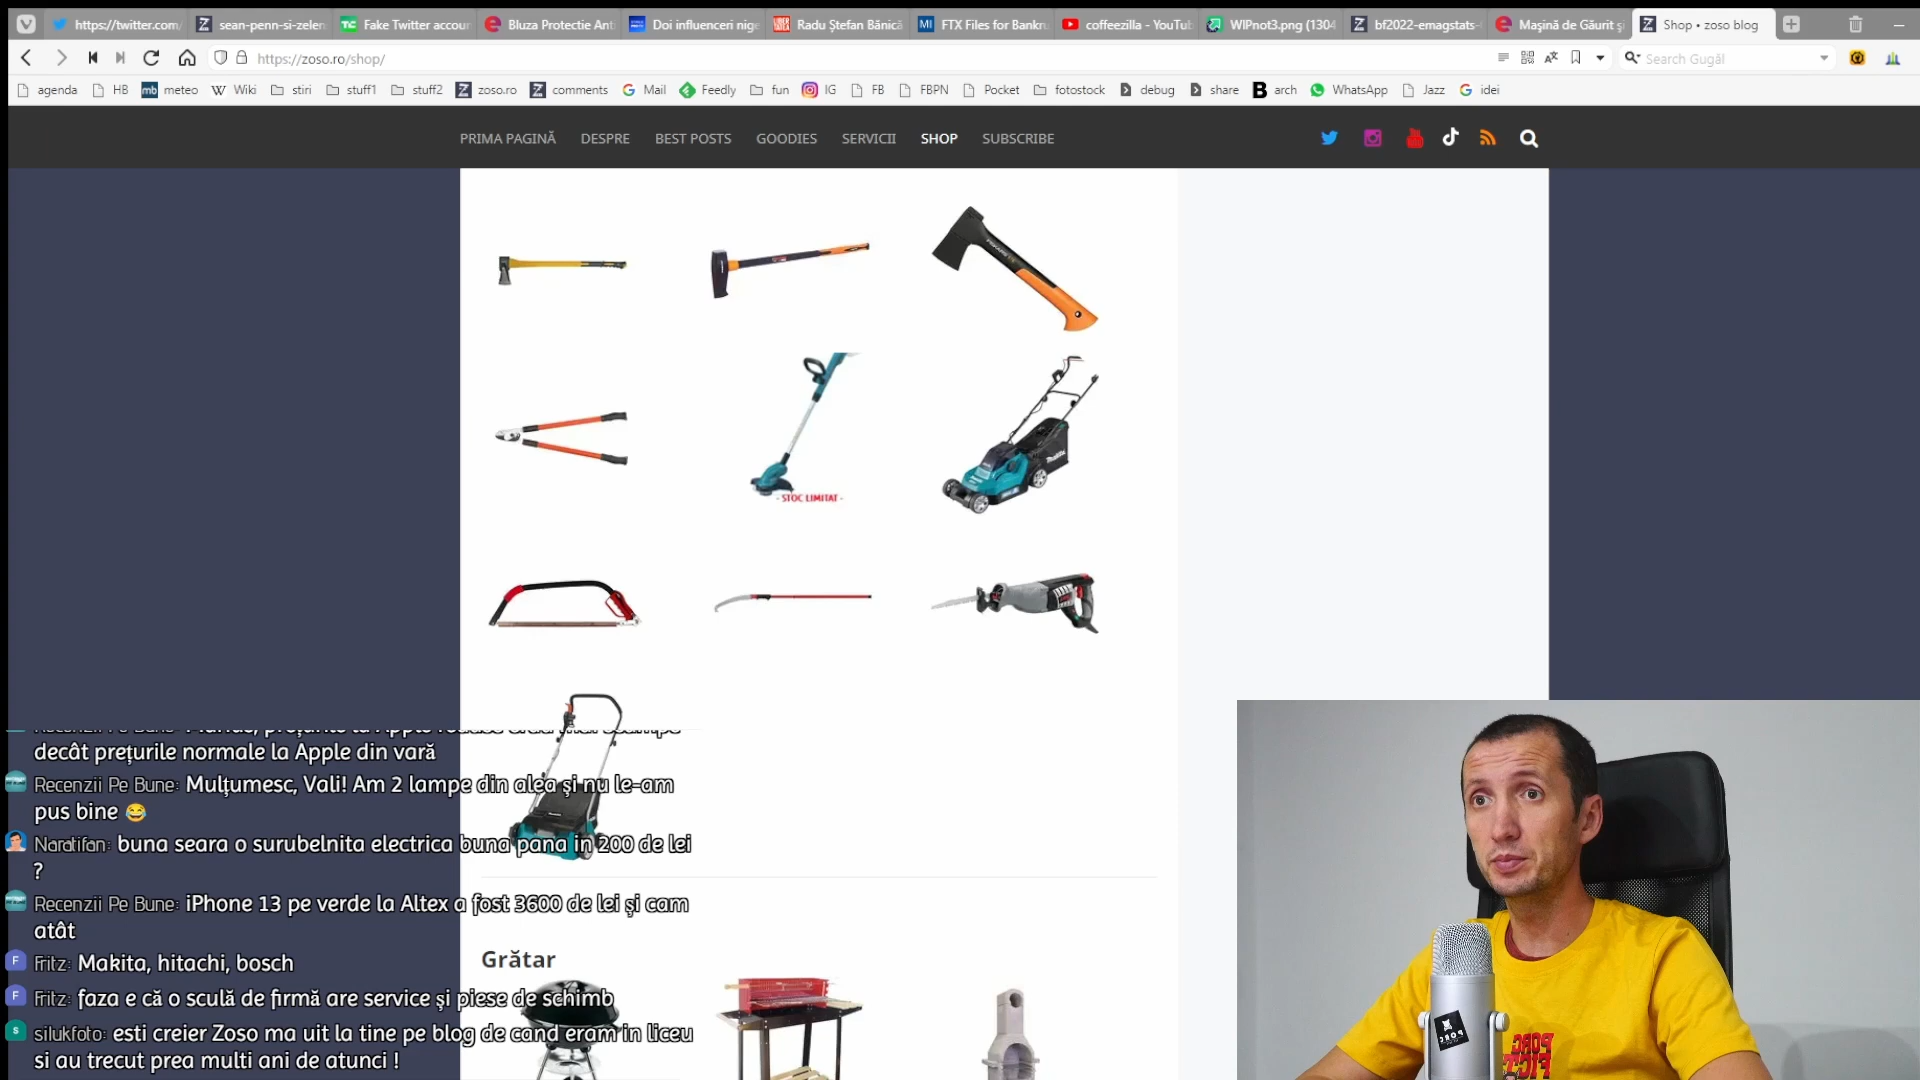 https://twitter.com/
sean-penn-si-zelen
Fake Twitter accour
Bluza Protectie Ant
Doi influenceri nige
Radu Ștefan Bănică
FTX Files for Bankru
coffeezilla - YouTub
WIPnot3.png (1304
bf2022-emagstats-
Mașină de Găurit și
Shop • zoso blog
https://zoso.ro/shop/
Search Gugăl
agenda
HB
mb meteo
Wiki
stiri
stuff1
stuff2
zoso.ro
comments
Mail
Feedly
fun
IG
FB
FBPN
Pocket
fotostock
debug
share
arch
WhatsApp
Jazz
idei
PRIMA PAGINĂ
DESPRE
BEST POSTS
GOODIES
SERVICII
SHOP
SUBSCRIBE
- STOC LIMITAT -
decât prețurile normale la Apple din vară
Recenzii Pe Bune: Mulțumesc, Vali! Am 2 lampe din alea și nu le-am
pus bine 😂
Naratifan: buna seara o surubelnita electrica buna pana in 200 de lei
?
Recenzii Pe Bune: iPhone 13 pe verde la Altex a fost 3600 de lei și cam
atât
Fritz: Makita, hitachi, bosch
Fritz: faza e că o sculă de firmă are service și piese de schimb
silukfoto: esti creier Zoso ma uit la tine pe blog de cand eram in liceu
si au trecut prea multi ani de atunci !
Grătar